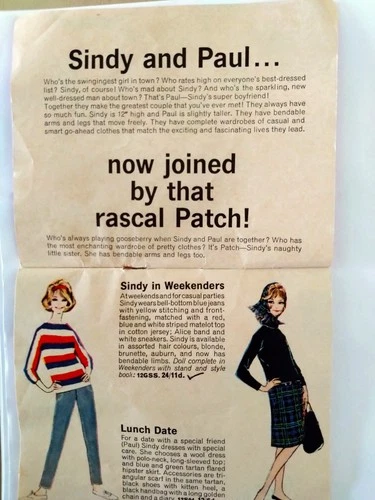 Sindy and Paul...
Who's the swingingest girl in town? Who rates high on everyone's best-dressed
list? Sindy, of course! Who's mad about Sindy? And who's the sparkling, new
well-dressed man about town? That's Paul—Sindy's super boyfriend!
Together they make the greatest couple that you've ever met! They always have
so much fun. Sindy is 12" high and Paul is slightly taller. They have bendable
arms and legs that move freely. They have complete wardrobes of casual and
smart go-ahead clothes that match the exciting and fascinating lives they lead.
now joined
by that
rascal Patch!
Who's always playing gooseberry when Sindy and Paul are together? Who has
the most enchanting wardrobe of pretty clothes? It's Patch—Sindy's naughty
little sister. She has bendable arms and legs too.
Sindy in Weekenders
At weekends and for casual parties
Sindy wears bell-bottom blue jeans
with yellow stitching and front-
fastening, matched with a red,
blue and white striped matelot top
in cotton jersey; Alice band and
white sneakers. Sindy is available
in assorted hair colours, blonde,
brunette, auburn, and now has
bendable limbs. Doll complete in
Weekenders with stand and style
book: 12GSS. 24/11d.
Lunch Date
For a date with a special friend
(Paul) Sindy dresses with special
care. She chooses a wool dress
with polo-neck, long-sleeved top
and blue and green tartan flared
hipster skirt. Accessories are tri-
angular scarf in the same tartan,
black shoes with kitten heel, a
black handbag with a long golden
chain and a diary.